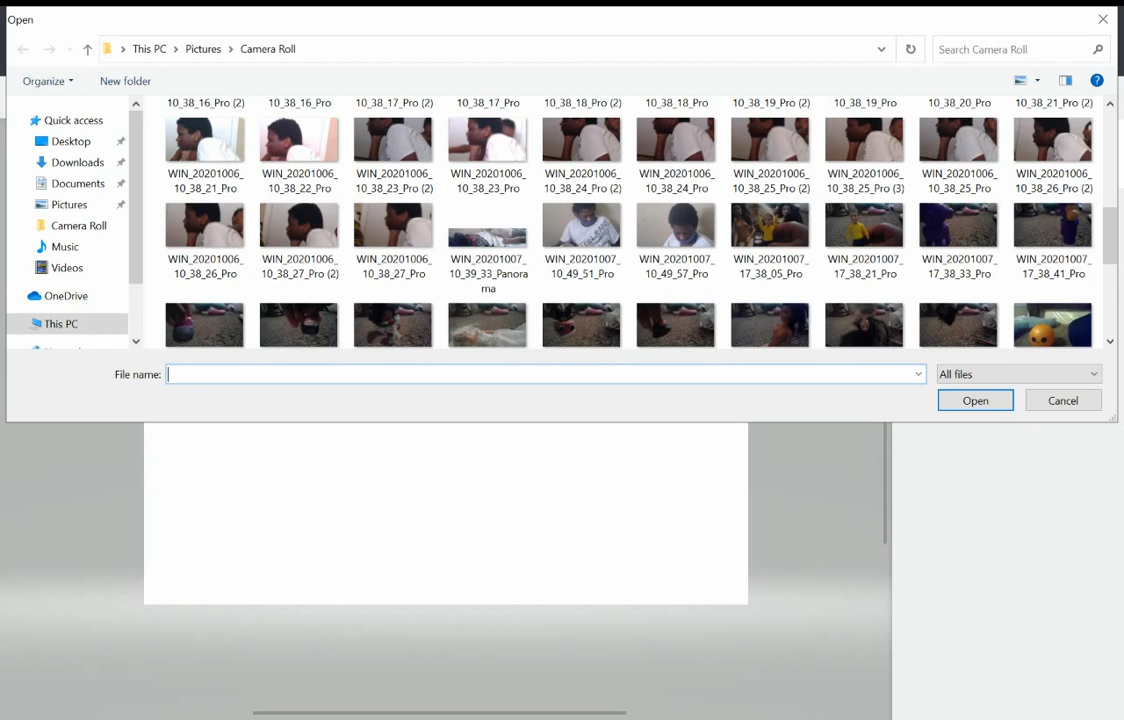 Open
This PC > Pictures > Camera Roll
Search Camera Roll
Organize
New folder
10_38_16_Pro (2) 10_38_16_Pro 10_38_17_Pro (2) 10_38_17_Pro 10_38_18_Pro (2) 10_38_18_Pro 10_38_19_Pro (2) 10_38_19_Pro 10_38_20_Pro 10_38_21_Pro (2)
Quick access
Desktop
Downloads
Documents
Pictures
Camera Roll
Music
Videos
OneDrive
This PC
WIN_20201006_ WIN_20201006_ WIN_20201006_ WIN_20201006_ WIN_20201006_ WIN_20201006_ WIN_20201006_ WIN_20201006_ WIN_20201006_ WIN_20201006_
10_38_21_Pro 10_38_22_Pro 10_38_23_Pro (2) 10_38_23_Pro 10_38_24_Pro (2) 10_38_24_Pro 10_38_25_Pro (2) 10_38_25_Pro (3) 10_38_25_Pro 10_38_26_Pro (2)
WIN_20201006_ WIN_20201006_ WIN_20201006_ WIN_20201007_ WIN_20201007_ WIN_20201007_ WIN_20201007_ WIN_20201007_ WIN_20201007_ WIN_20201007_
10_38_26_Pro 10_38_27_Pro (2) 10_38_27_Pro 10_39_33_Panora 10_49_51_Pro 10_49_57_Pro 17_38_05_Pro 17_38_21_Pro 17_38_33_Pro 17_38_41_Pro
ma
File name:
All files
Open
Cancel